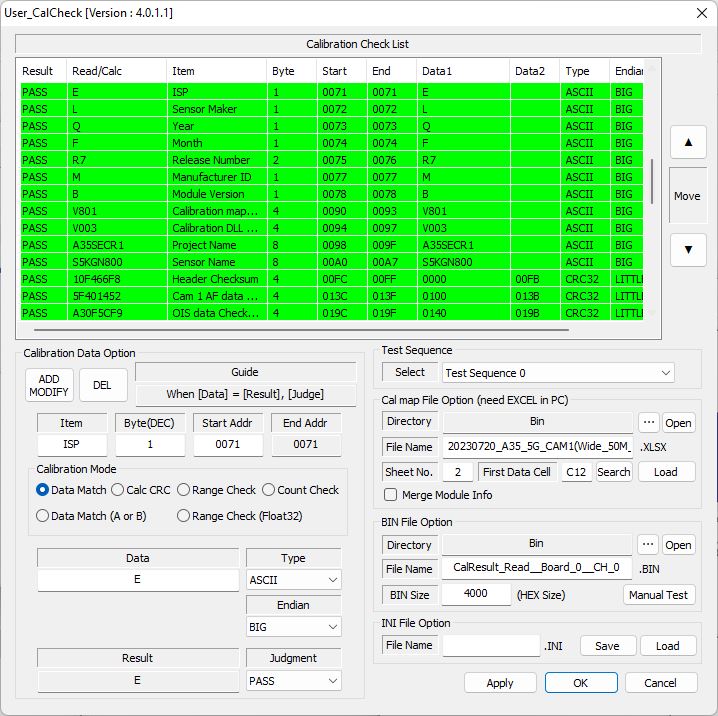 User_CalCheck [Version : 4.0.1.1]
Calibration Check List
Result Read/Calc Item Byte Start End Data1 Data2 Type Endian
PASS E ISP 1 0071 0071 E ASCII BIG
PASS L Sensor Maker 1 0072 0072 L ASCII BIG
PASS Q Year 1 0073 0073 Q ASCII BIG
PASS F Month 1 0074 0074 F ASCII BIG
PASS R7 Release Number 2 0075 0076 R7 ASCII BIG
PASS M Manufacturer ID 1 0077 0077 M ASCII BIG
PASS B Module Version 1 0078 0078 B ASCII BIG
PASS V801 Calibration map... 4 0090 0093 V801 ASCII BIG
PASS V003 Calibration DLL ... 4 0094 0097 V003 ASCII BIG
PASS A35SECR1 Project Name 8 0098 009F A35SECR1 ASCII BIG
PASS S5KGN800 Sensor Name 8 00A0 00A7 S5KGN800 ASCII BIG
PASS 10F466F8 Header Checksum 4 00FC 00FF 0000 00FB CRC32 LITTLE
PASS 5F401452 Cam 1 AF data ... 4 013C 013F 0100 013B CRC32 LITTLE
PASS A30F5CF9 OIS data Check... 4 019C 019F 0140 019B CRC32 LITTLE
▲
Move
▼
Calibration Data Option
ADD
MODIFY
DEL
Guide
When [Data] = [Result], [Judge]
Item Byte(DEC) Start Addr End Addr
ISP 1 0071 0071
Calibration Mode
Data Match Calc CRC Range Check Count Check
Data Match (A or B) Range Check (Float32)
Data Type
E ASCII
Endian
BIG
Result Judgment
E PASS
Test Sequence
Select Test Sequence 0
Cal map File Option (need EXCEL in PC)
Directory Bin ... Open
File Name 20230720_A35_5G_CAM1(Wide_50M_ .XLSX
Sheet No. 2 First Data Cell C12 Search Load
Merge Module Info
BIN File Option
Directory Bin ... Open
File Name CalResult_Read__Board_0__CH_0 .BIN
BIN Size 4000 (HEX Size) Manual Test
INI File Option
File Name .INI Save Load
Apply OK Cancel